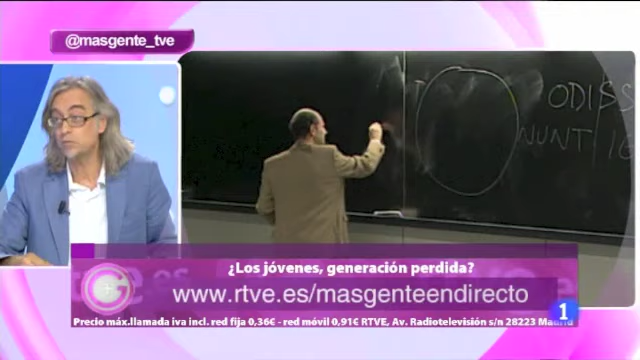 @masgente_tve
ODISS
NUNT
¿Los jóvenes, generación perdida?
www.rtve.es/masgenteendirecto
G
1
Precio máx.llamada iva incl. red fija 0,36€ - red móvil 0,91€ RTVE, Av. Radiotelevisión s/n 28223 Madrid